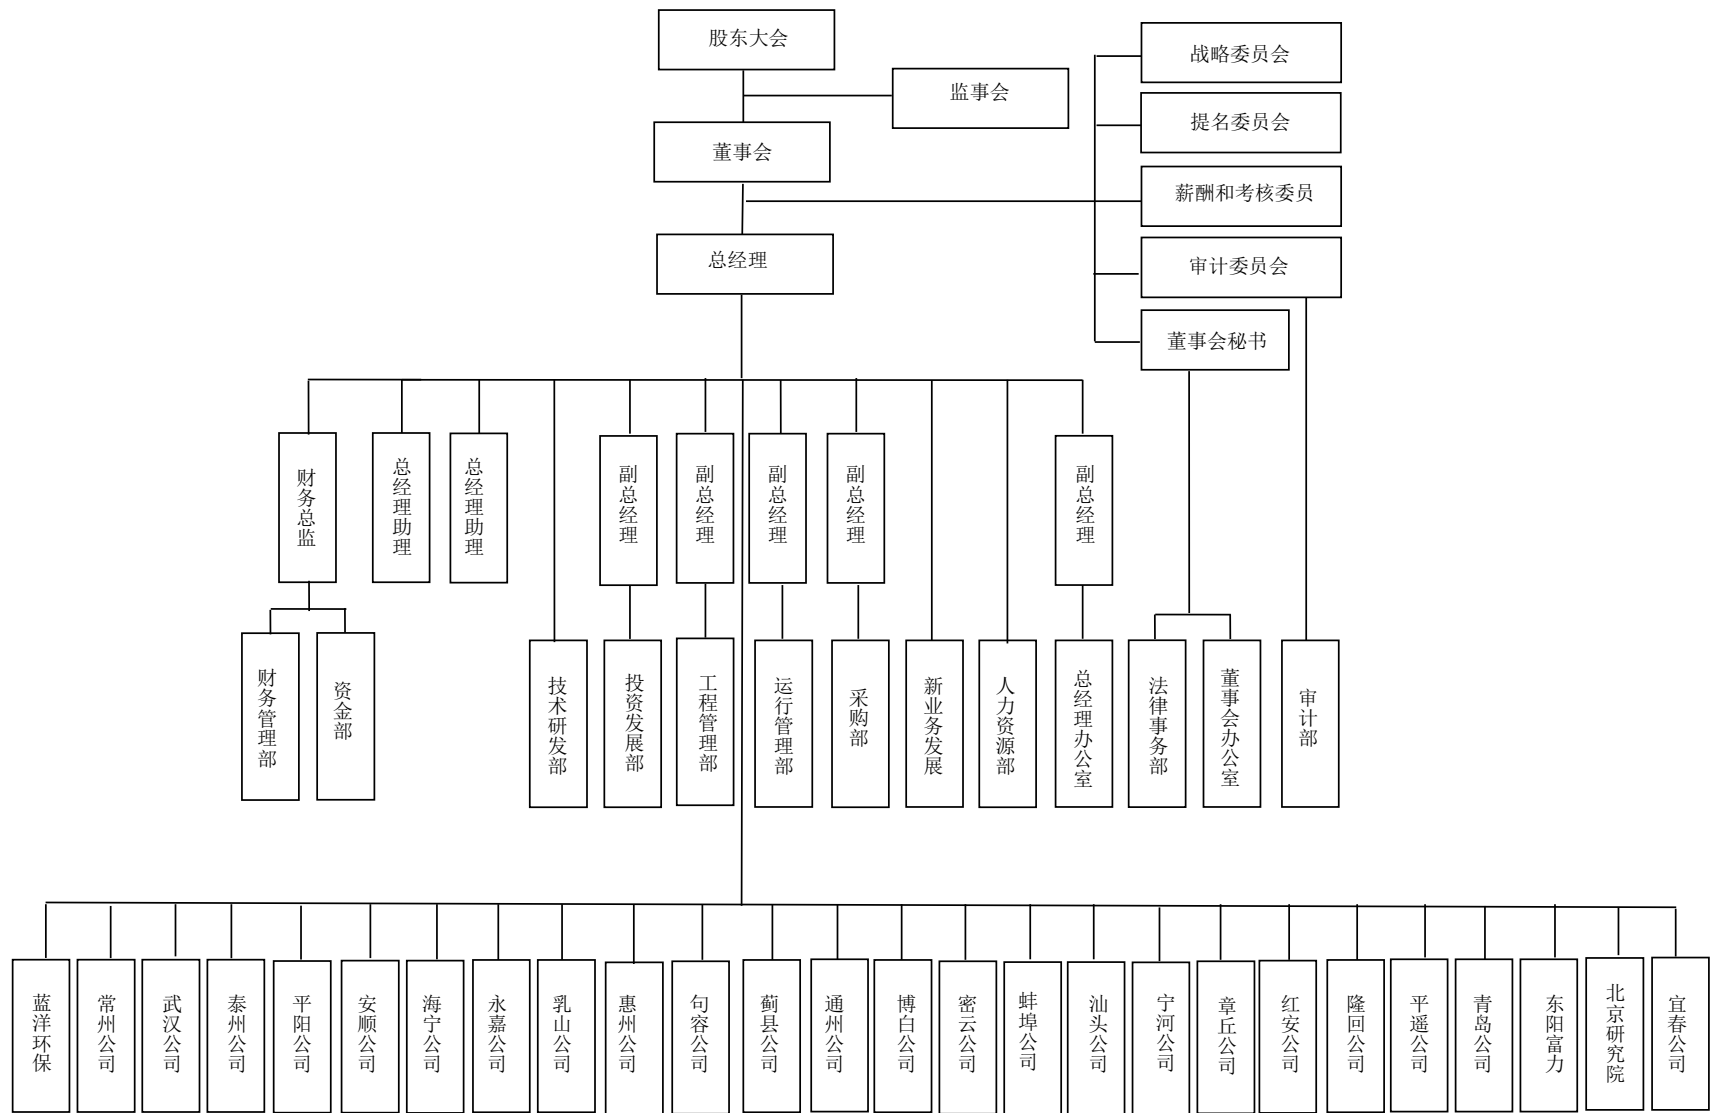 股东大会
监事会
董事会
总经理
战略委员会
提名委员会
薪酬和考核委员
审计委员会
董事会秘书
财务总监
总经理助理
总经理助理
副总经理
副总经理
副总经理
副总经理
副总经理
财务管理部
资金部
技术研发部
投资发展部
工程管理部
运行管理部
采购部
新业务发展
人力资源部
总经理办公室
法律事务部
董事会办公室
审计部
蓝洋环保
常州公司
武汉公司
泰州公司
平阳公司
安顺公司
海宁公司
永嘉公司
乳山公司
惠州公司
句容公司
蓟县公司
通州公司
博白公司
密云公司
蚌埠公司
汕头公司
宁河公司
章丘公司
红安公司
隆回公司
平遥公司
青岛公司
东阳富力
北京研究院
宜春公司